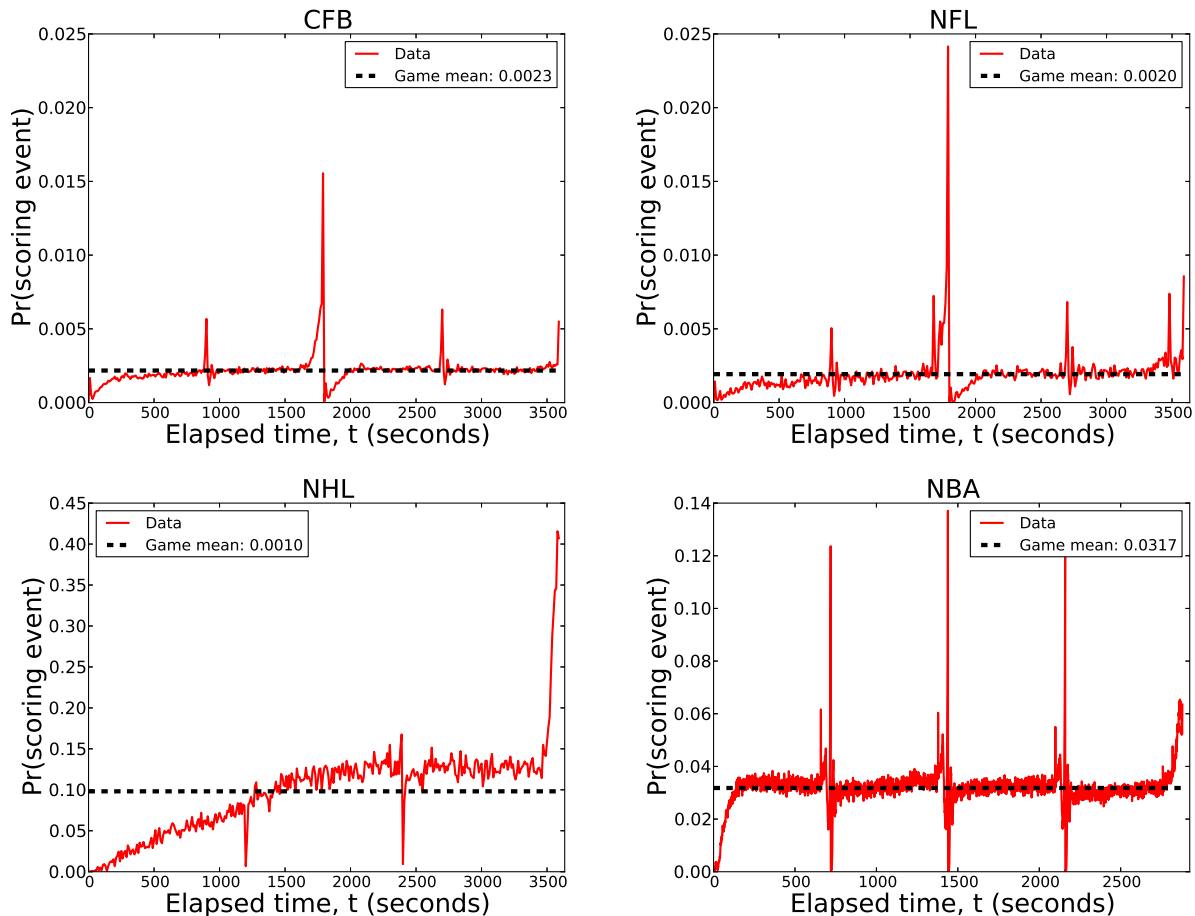 CFB
0.025
0.020
0.015
0.010
0.005
0.000
Pr(scoring event)
Data
Game mean: 0.0023
0 500 1000 1500 2000 2500 3000 3500
Elapsed time, t (seconds)
NFL
0.025
0.020
0.015
0.010
0.005
0.000
Pr(scoring event)
Data
Game mean: 0.0020
0 500 1000 1500 2000 2500 3000 3500
Elapsed time, t (seconds)
NHL
0.45
0.40
0.35
0.30
0.25
0.20
0.15
0.10
0.05
0.00
Pr(scoring event)
Data
Game mean: 0.0010
0 500 1000 1500 2000 2500 3000 3500
Elapsed time, t (seconds)
NBA
0.14
0.12
0.10
0.08
0.06
0.04
0.02
0.00
Pr(scoring event)
Data
Game mean: 0.0317
0 500 1000 1500 2000 2500
Elapsed time, t (seconds)